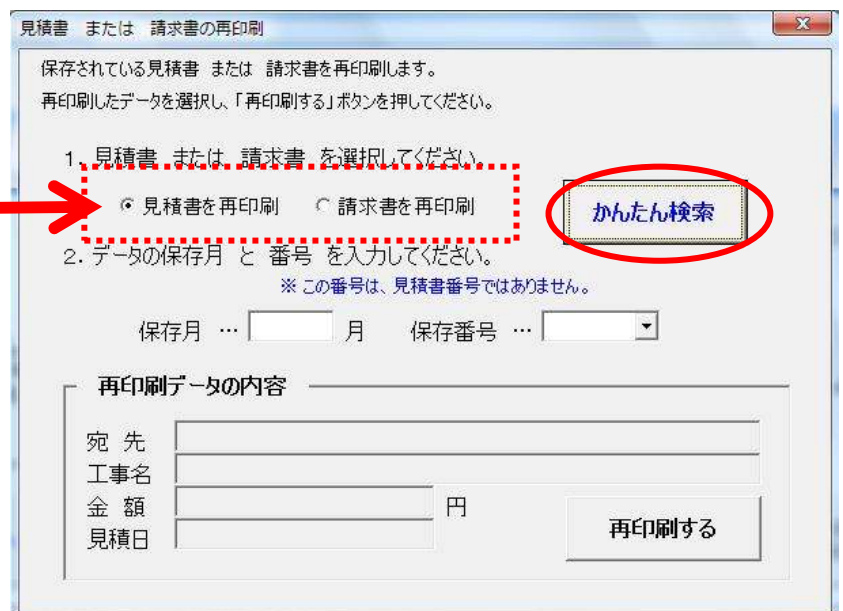 見積書　または　請求書の再印刷
保存されている見積書 または 請求書を再印刷します。
再印刷したデータを選択し、「再印刷する」ボタンを押してください。
1. 見積書 または 請求書 を選択してください。
見積書を再印刷 請求書を再印刷
かんたん検索
2. データの保存月 と 番号 を入力してください。
※ この番号は、見積書番号ではありません。
保存月 … 月 保存番号 …
再印刷データの内容
宛 先
工事名
金 額 円
見積日
再印刷する